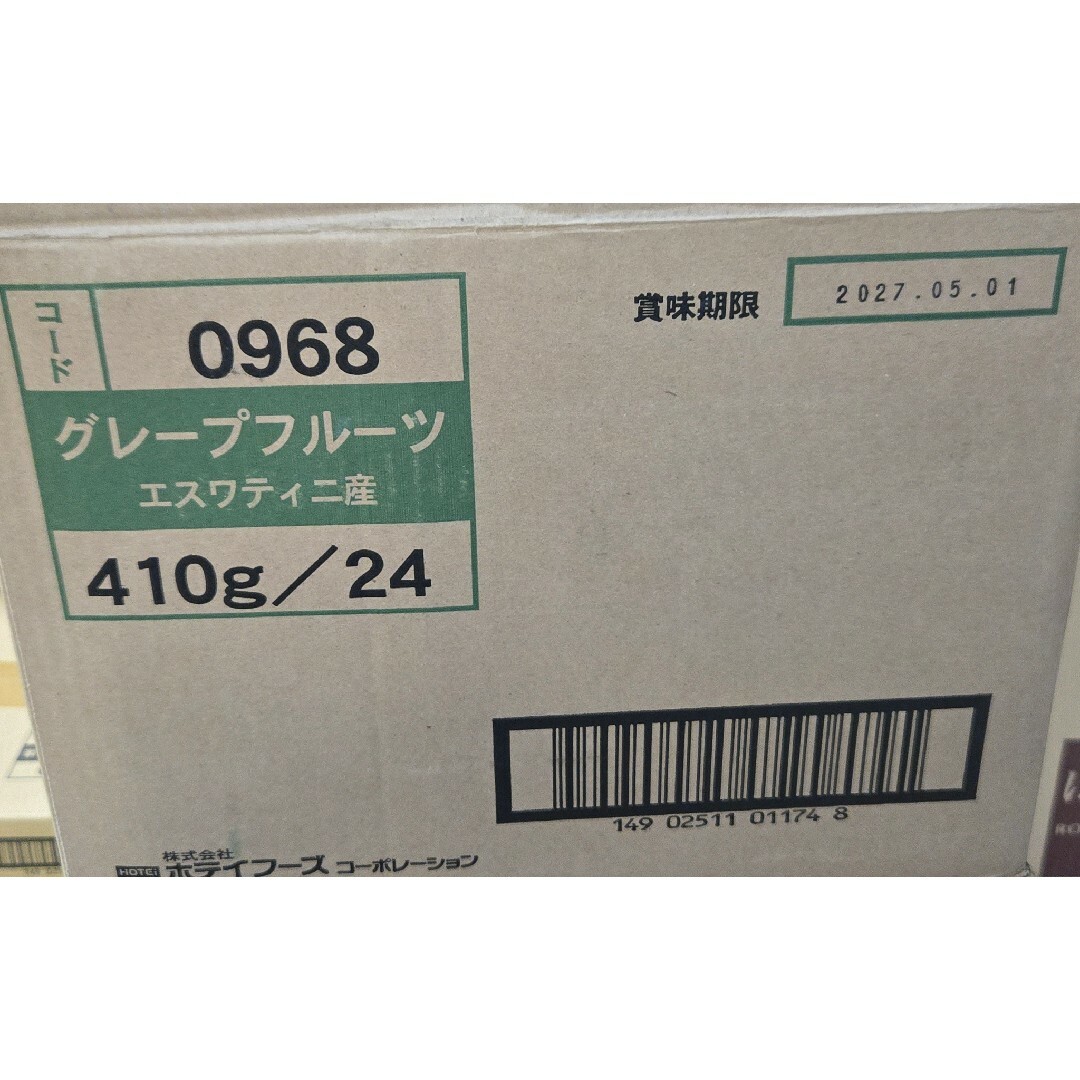 コード
0968
グレープフルーツ
エスワティニ産
410g／24
賞味期限
2027.05.01
149 02511 01174 8
HOTEi 株式会社 ホテイフーズ コーポレーション